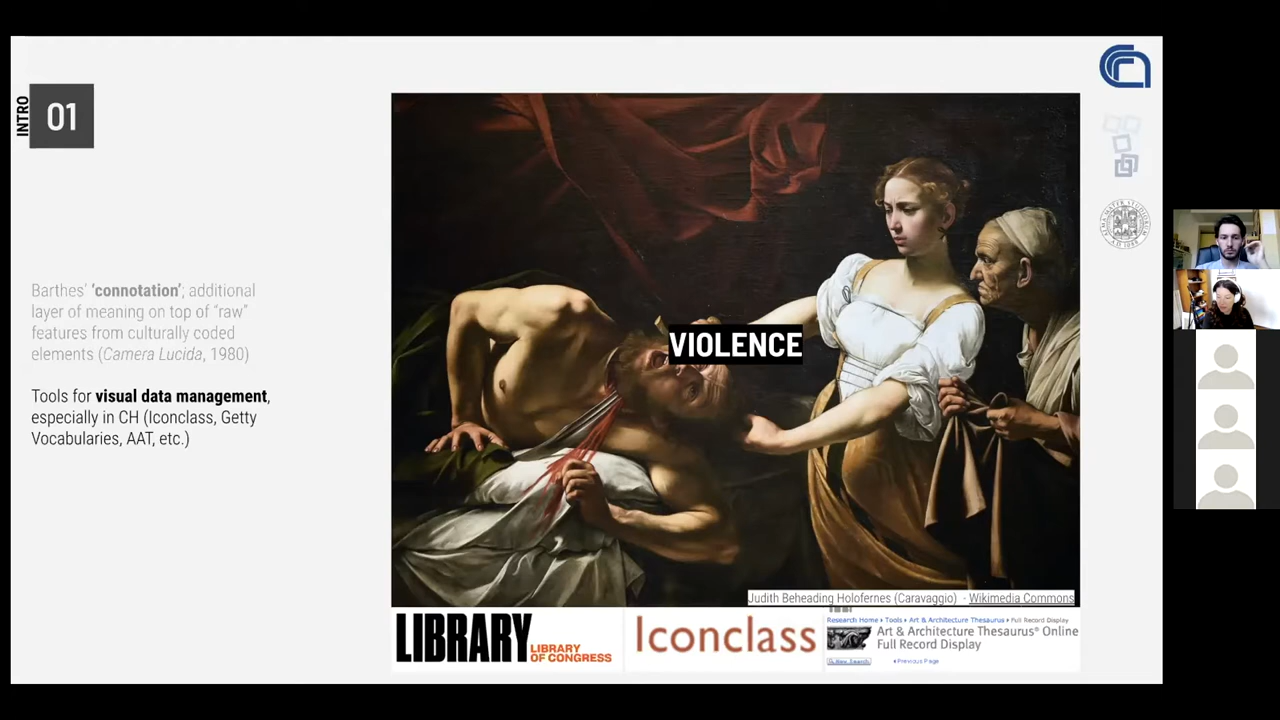 INTRO
01
Barthes' 'connotation'; additional
layer of meaning on top of "raw"
features from culturally coded
elements (Camera Lucida, 1980)
Tools for visual data management,
especially in CH (Iconclass, Getty
Vocabularies, AAT, etc.)
VIOLENCE
Judith Beheading Holofernes (Caravaggio) - Wikimedia Commons
LIBRARY
OF CONGRESS
Iconclass
Research Home ▸ Tools ▸ Art & Architecture Thesaurus ▸ Full Record Display
Art & Architecture Thesaurus® Online
Full Record Display
New Search
Previous Page
ALMA MATER STUDIORUM